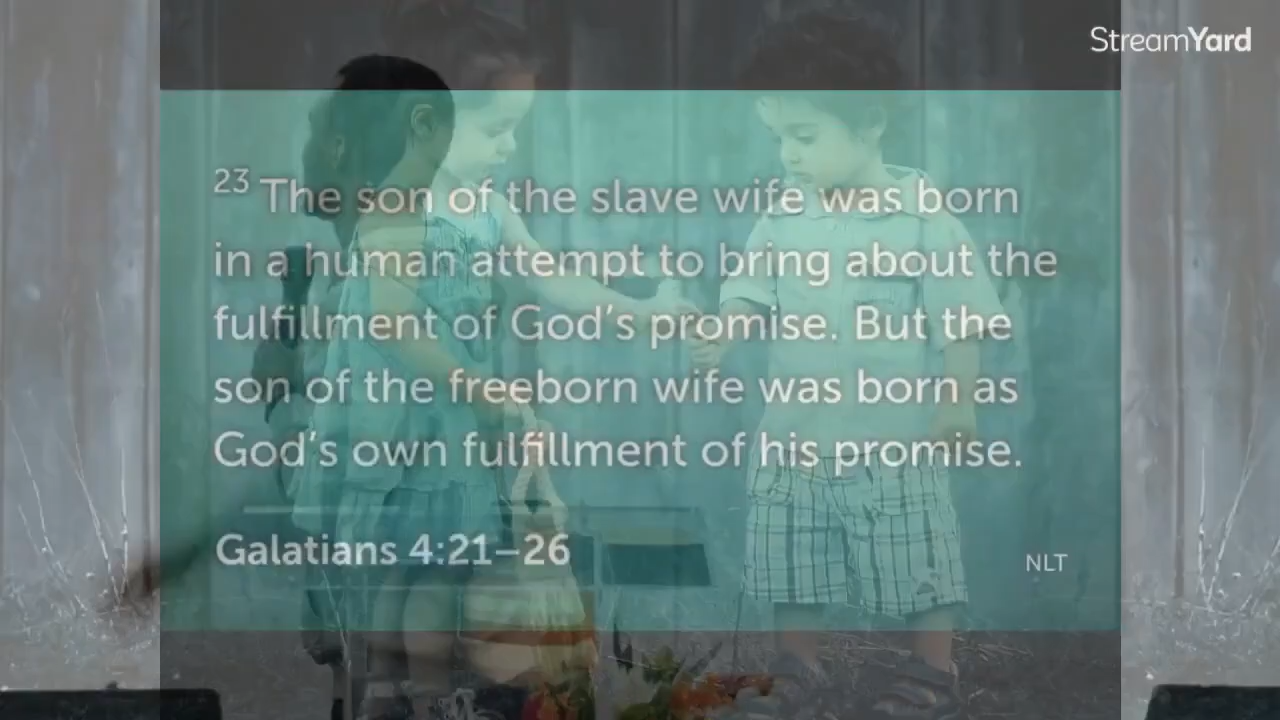 StreamYard
23 The son of the slave wife was born
in a human attempt to bring about the
fulfillment of God’s promise. But the
son of the freeborn wife was born as
God’s own fulfillment of his promise.
Galatians 4:21–26
NLT